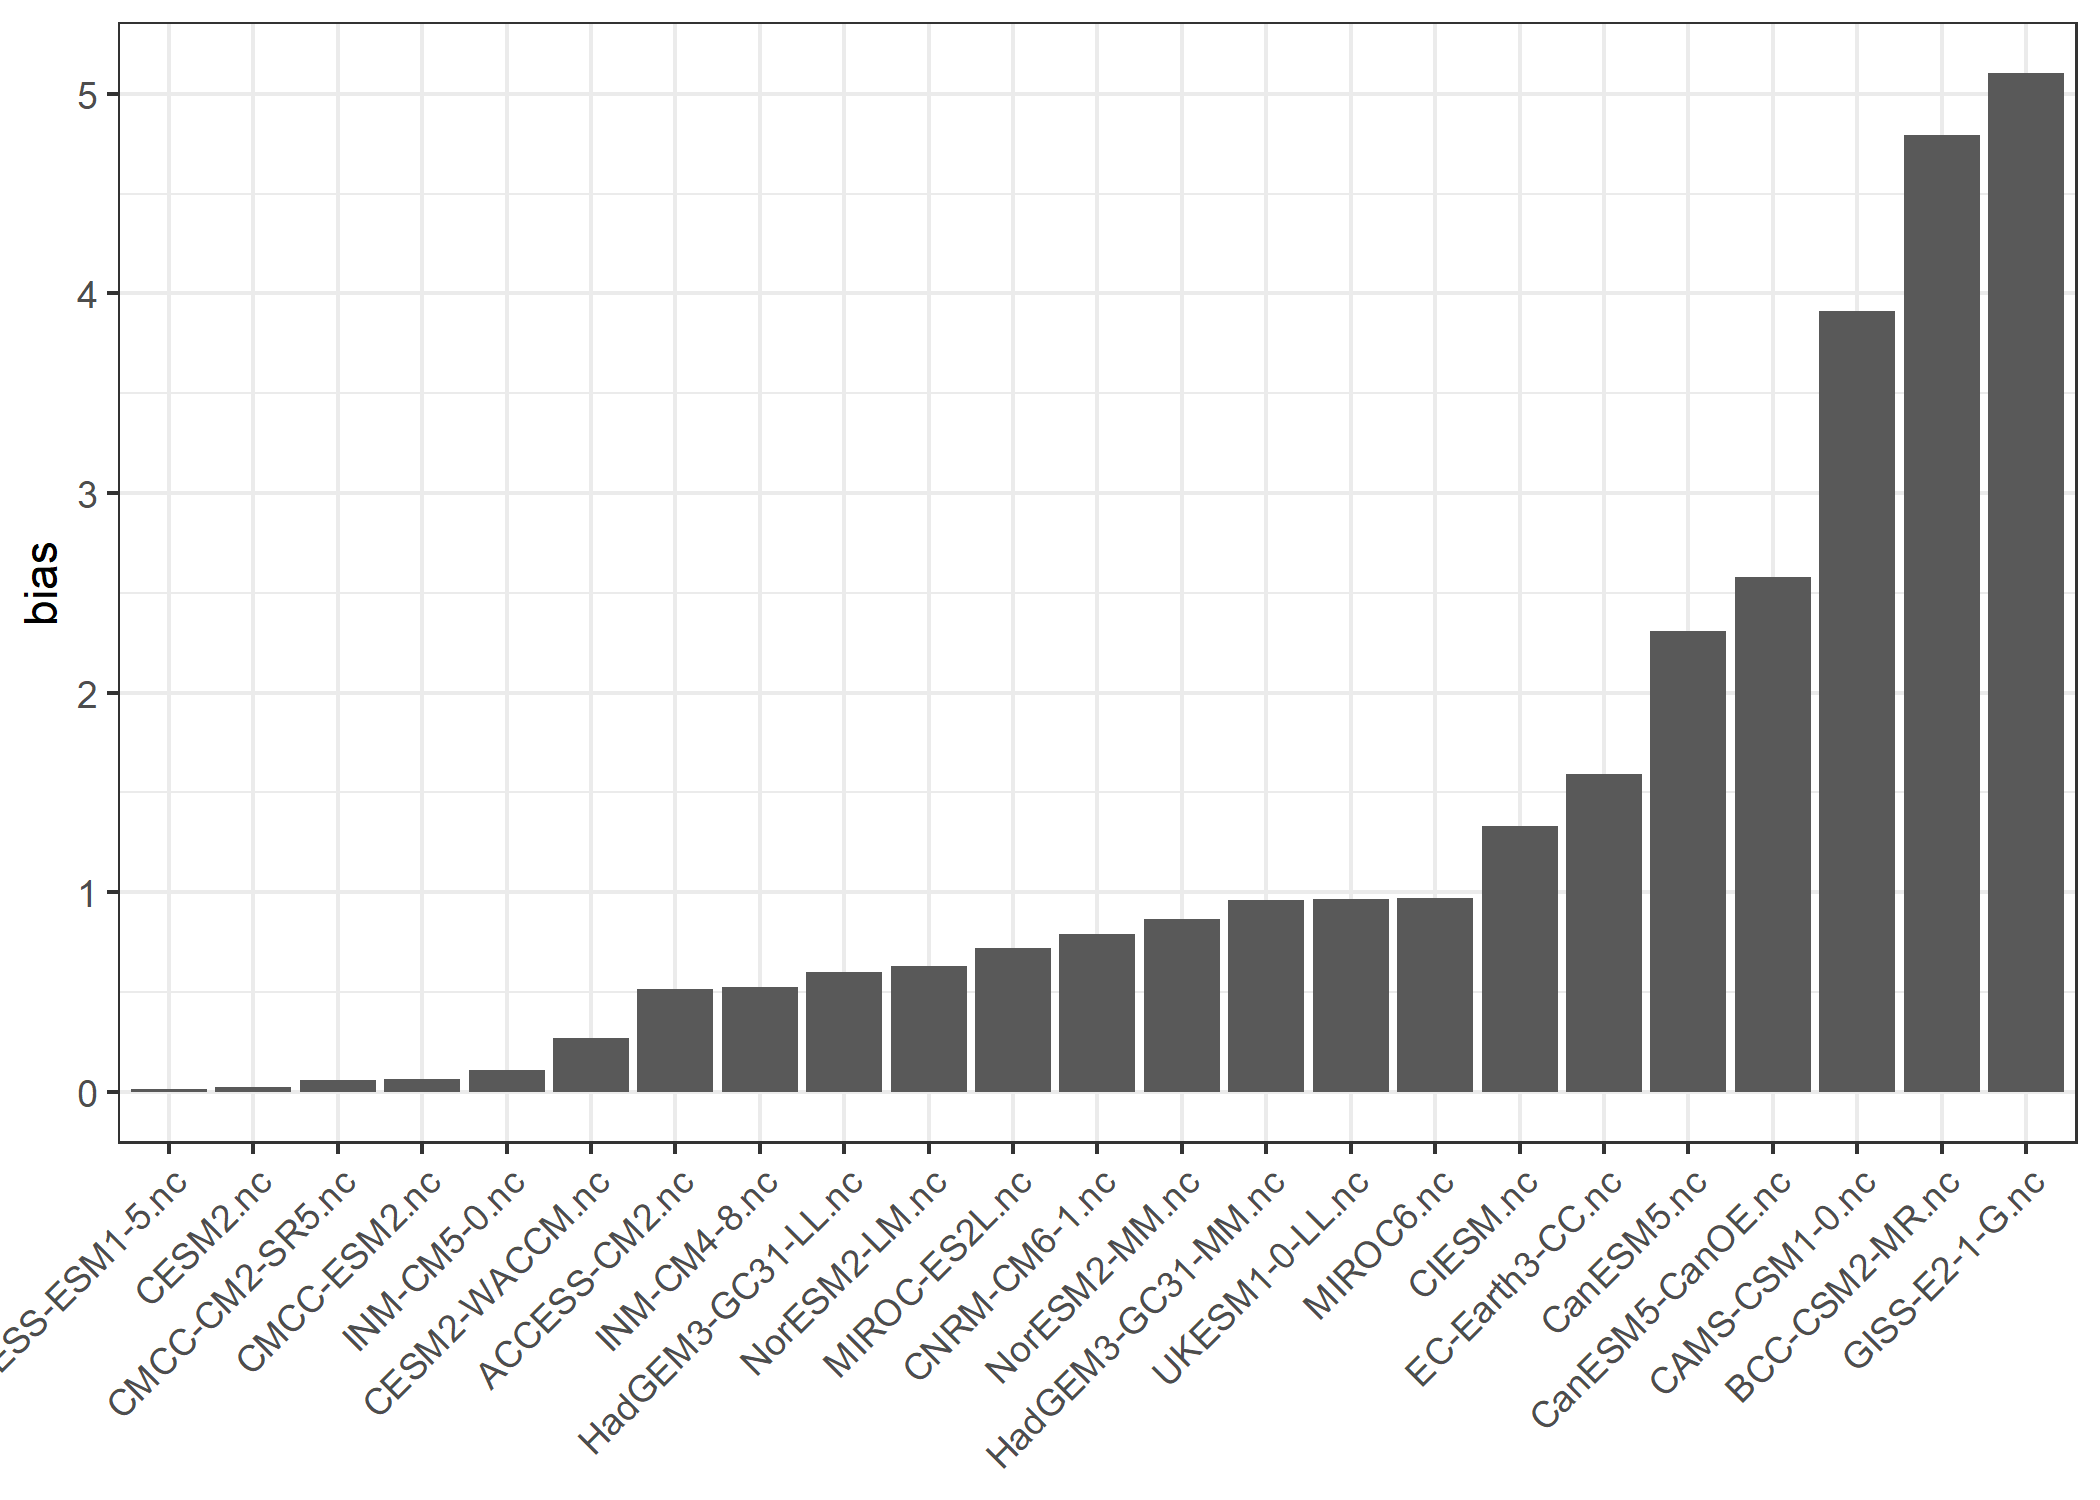 bias
5
4
3
2
1
0
ESS-ESM1-5.nc
CESM2.nc
CMCC-CM2-SR5.nc
CMCC-ESM2.nc
INM-CM5-0.nc
CESM2-WACCM.nc
ACCESS-CM2.nc
INM-CM4-8.nc
HadGEM3-GC31-LL.nc
NorESM2-LM.nc
MIROC-ES2L.nc
CNRM-CM6-1.nc
NorESM2-MM.nc
HadGEM3-GC31-MM.nc
UKESM1-0-LL.nc
MIROC6.nc
CIESM.nc
EC-Earth3-CC.nc
CanESM5.nc
CanESM5-CanOE.nc
CAMS-CSM1-0.nc
BCC-CSM2-MR.nc
GISS-E2-1-G.nc